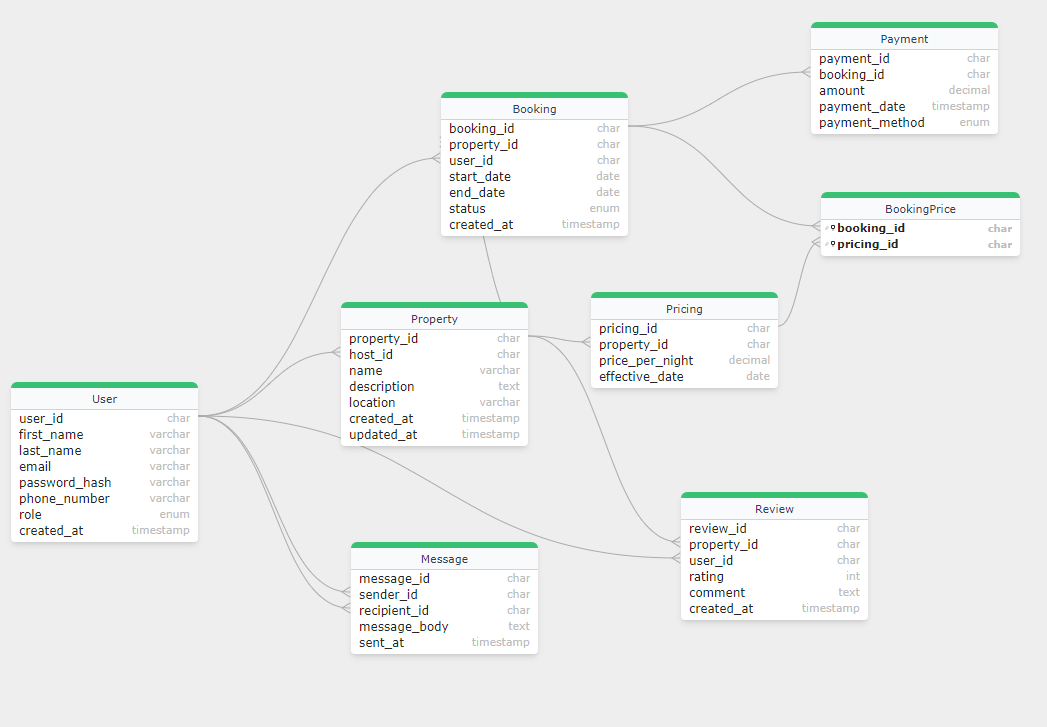 Payment
payment_id char
booking_id char
amount decimal
payment_date timestamp
payment_method enum
Booking
booking_id char
property_id char
user_id char
start_date date
end_date date
status enum
created_at timestamp
BookingPrice
booking_id char
pricing_id char
Property
property_id char
host_id char
name varchar
description text
location varchar
created_at timestamp
updated_at timestamp
Pricing
pricing_id char
property_id char
price_per_night decimal
effective_date date
User
user_id char
first_name varchar
last_name varchar
email varchar
password_hash varchar
phone_number varchar
role enum
created_at timestamp
Message
message_id char
sender_id char
recipient_id char
message_body text
sent_at timestamp
Review
review_id char
property_id char
user_id char
rating int
comment text
created_at timestamp